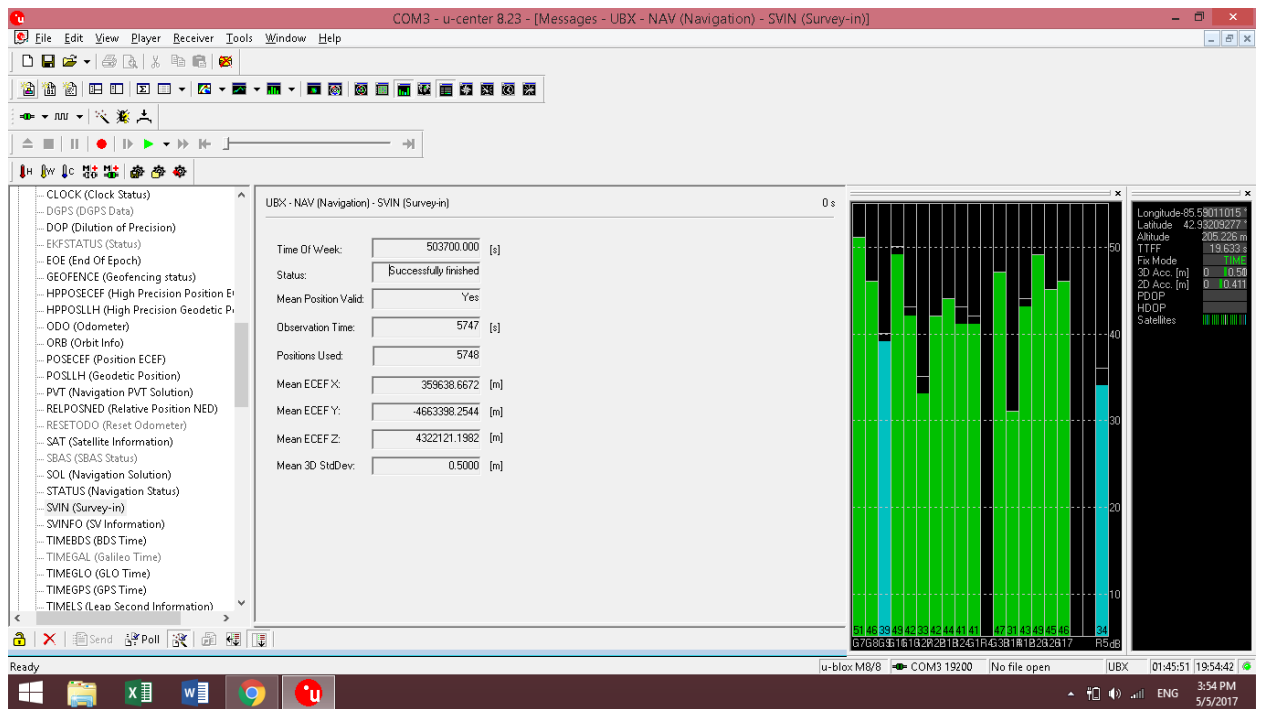 COM3 - u-center 8.23 - [Messages - UBX - NAV (Navigation) - SVIN (Survey-in)]
File Edit View Player Receiver Tools Window Help
CLOCK (Clock Status)
DGPS (DGPS Data)
DOP (Dilution of Precision)
EKFSTATUS (Status)
EOE (End Of Epoch)
GEOFENCE (Geofencing status)
HPPOSECEF (High Precision Position E
HPPOSLLH (High Precision Geodetic P
ODO (Odometer)
ORB (Orbit Info)
POSECEF (Position ECEF)
POSLLH (Geodetic Position)
PVT (Navigation PVT Solution)
RELPOSNED (Relative Position NED)
RESETODO (Reset Odometer)
SAT (Satellite Information)
SBAS (SBAS Status)
SOL (Navigation Solution)
STATUS (Navigation Status)
SVIN (Survey-in)
SVINFO (SV Information)
TIMEBDS (BDS Time)
TIMEGAL (Galileo Time)
TIMEGLO (GLO Time)
TIMEGPS (GPS Time)
TIMELS (Leap Second Information)
UBX - NAV (Navigation) - SVIN (Survey-in) 0 s
Time Of Week: 503700.000 [s]
Status: Successfully finished
Mean Position Valid: Yes
Observation Time: 5747 [s]
Positions Used: 5748
Mean ECEF X: 359638.6672 [m]
Mean ECEF Y: -4663398.2544 [m]
Mean ECEF Z: 4322121.1982 [m]
Mean 3D StdDev: 0.5000 [m]
50
40
30
20
10
51 46 39 49 42 33 42 44 41 41 47 31 43 49 45 46 34
R5 dB
Longitude -85.59011015 °
Latitude 42.93209277 °
Altitude 205.226 m
TTFF 19.633 s
Fix Mode TIME
3D Acc. [m] 0 0.50
2D Acc. [m] 0 0.411
PDOP
HDOP
Satellites
Send Poll
Ready u-blox M8/8 COM3 19200 No file open UBX 01:45:51 19:54:42
ENG 3:54 PM
5/5/2017